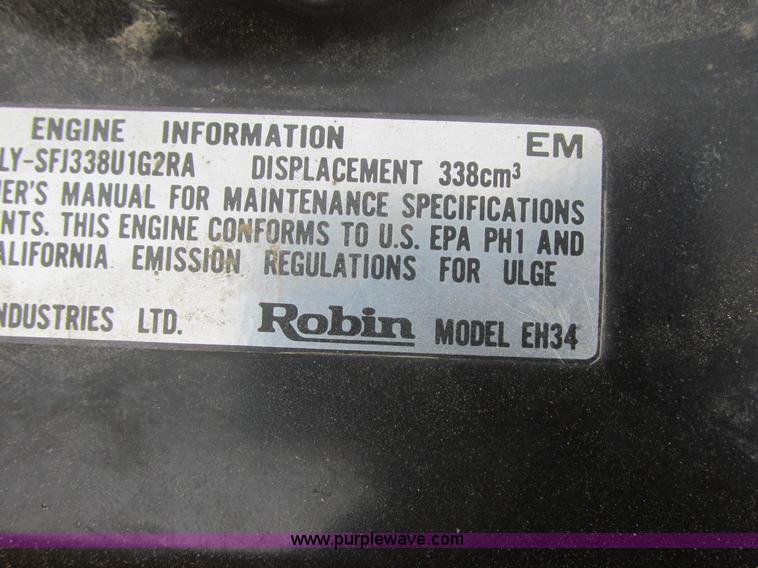 ENGINE INFORMATION EM
LY-SFJ338U1G2RA DISPLACEMENT 338cm³
ER'S MANUAL FOR MAINTENANCE SPECIFICATIONS
NTS. THIS ENGINE CONFORMS TO U.S. EPA PH1 AND
ALIFORNIA EMISSION REGULATIONS FOR ULGE
NDUSTRIES LTD. Robin MODEL EH34
www.purplewave.com